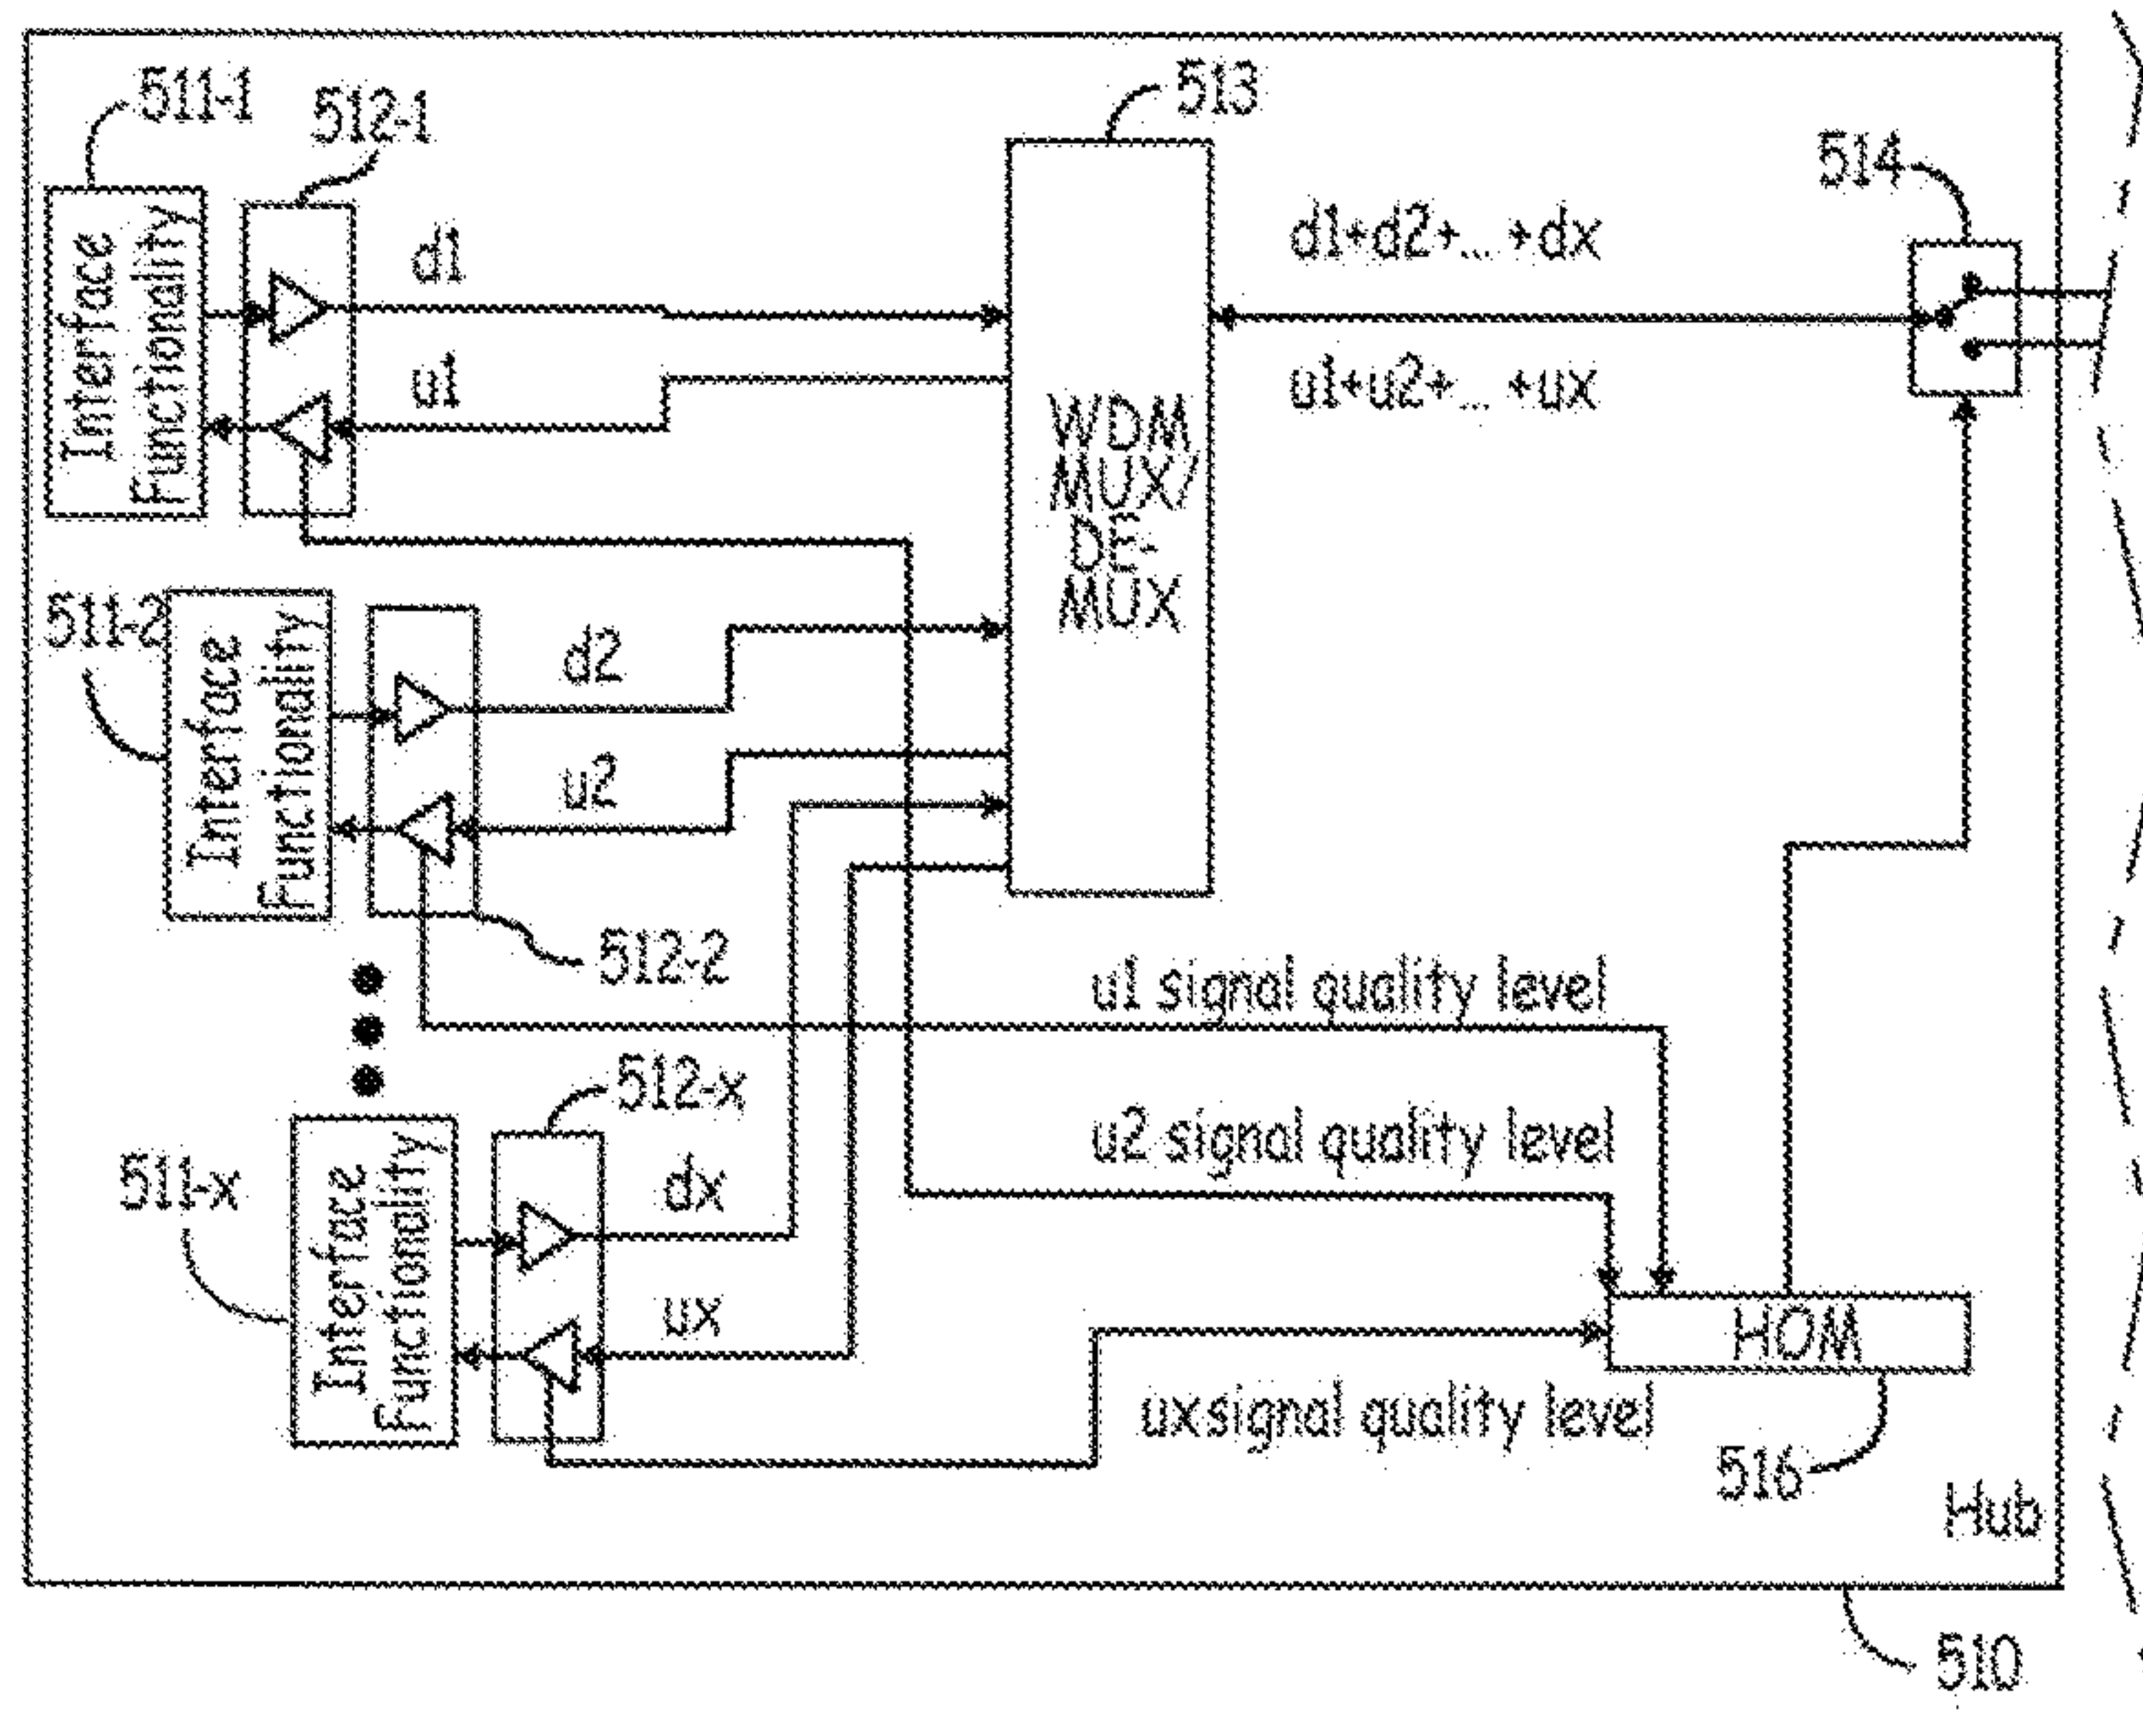 511-1
512-1
513
514
Interface
Functionality
d1
u1
d1+d2+... +dx
u1+u2+... +ux
WDM
MUX/
DE-
MUX
511-2
Interface
Functionality
d2
u2
512-2
u1 signal quality level
512-x
u2 signal quality level
511-x
Interface
Functionality
dx
ux
HOM
ux signal quality level
516
Hub
510